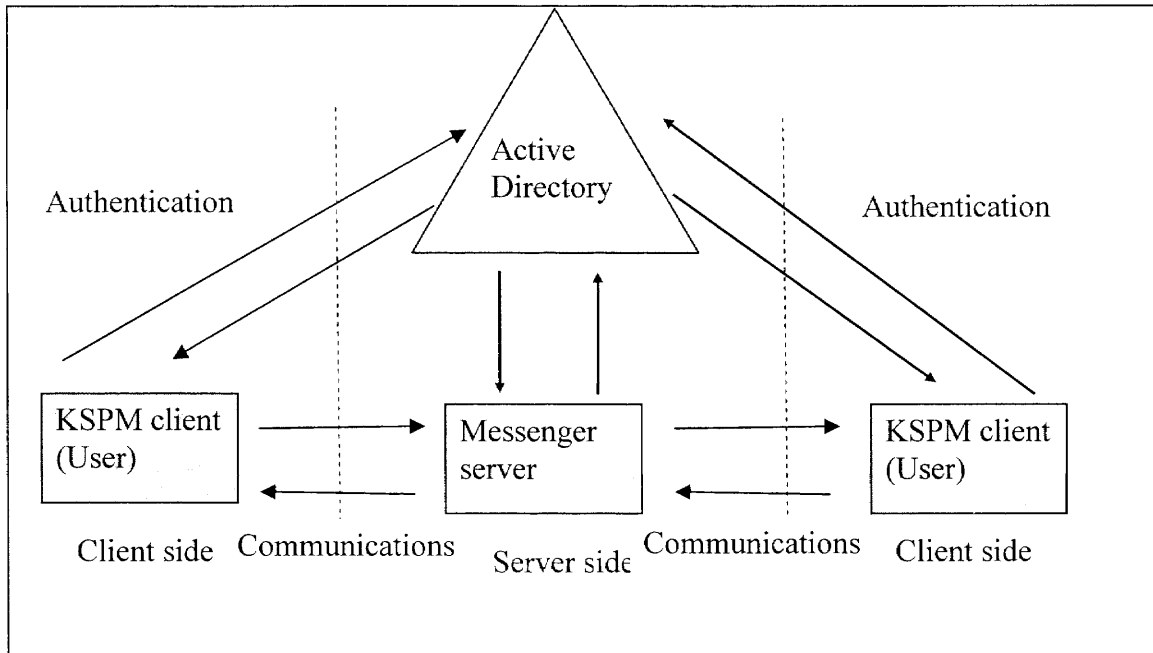 Active
Directory
Authentication
Authentication
KSPM client
(User)
Messenger
server
KSPM client
(User)
Client side
Communications
Server side
Communications
Client side